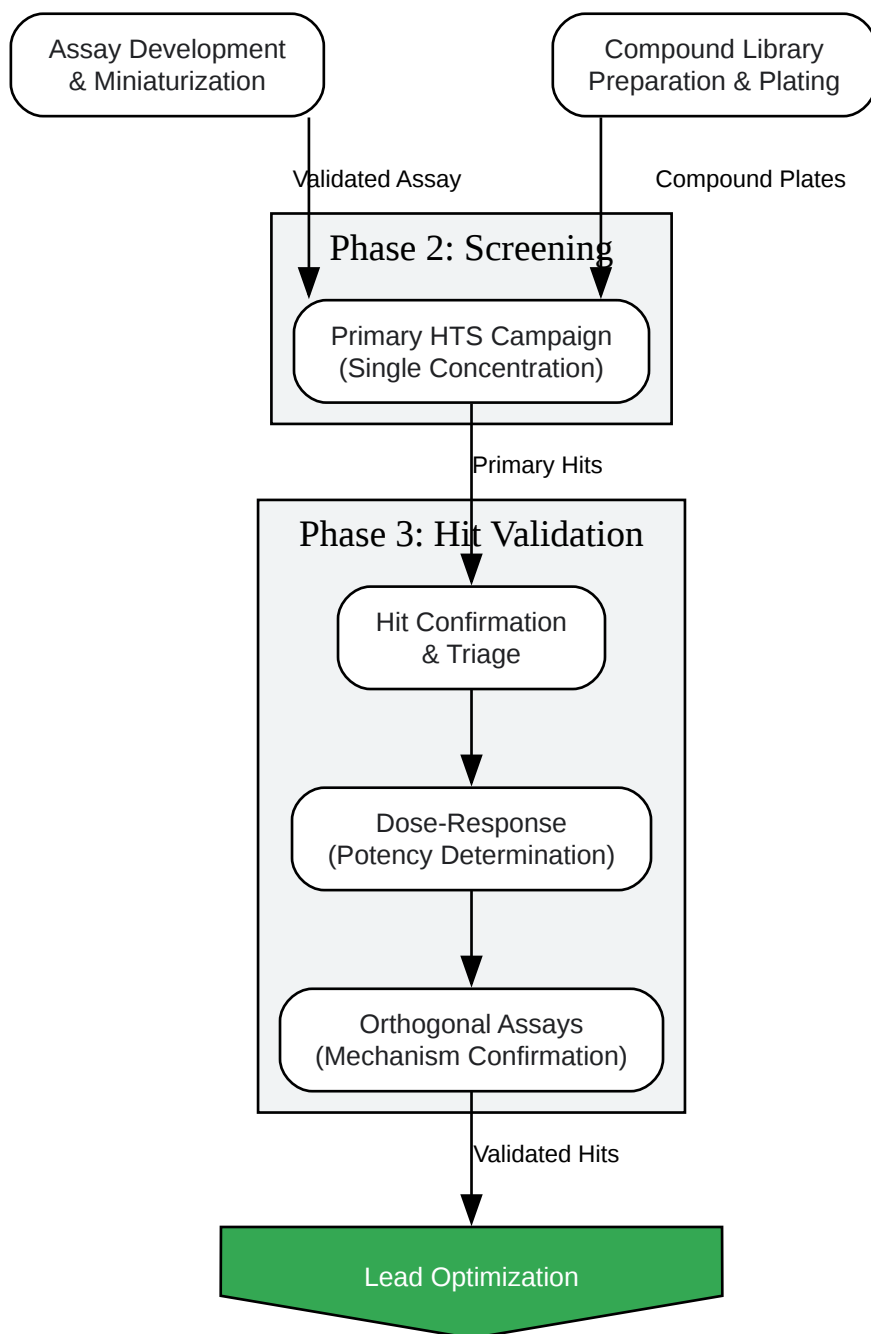 Assay Development
& Miniaturization
Compound Library
Preparation & Plating
Validated Assay
Compound Plates
Phase 2: Screening
Primary HTS Campaign
(Single Concentration)
Primary Hits
Phase 3: Hit Validation
Hit Confirmation
& Triage
Dose-Response
(Potency Determination)
Orthogonal Assays
(Mechanism Confirmation)
Validated Hits
Lead Optimization